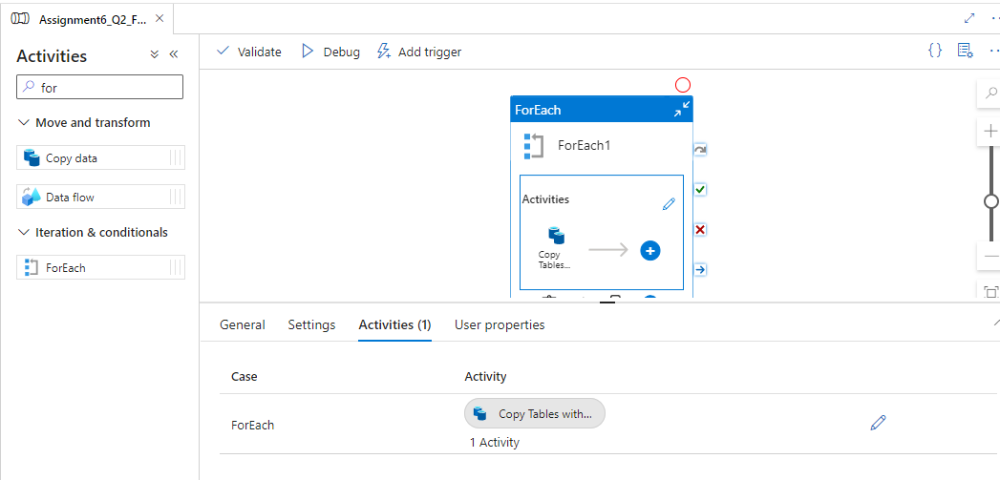 Assignment6_Q2_F...
Activities
for
Move and transform
Copy data
Data flow
Iteration & conditionals
ForEach
Validate
Debug
Add trigger
ForEach
ForEach1
Activities
Copy
Tables...
General
Settings
Activities (1)
User properties
Case
Activity
ForEach
Copy Tables with...
1 Activity